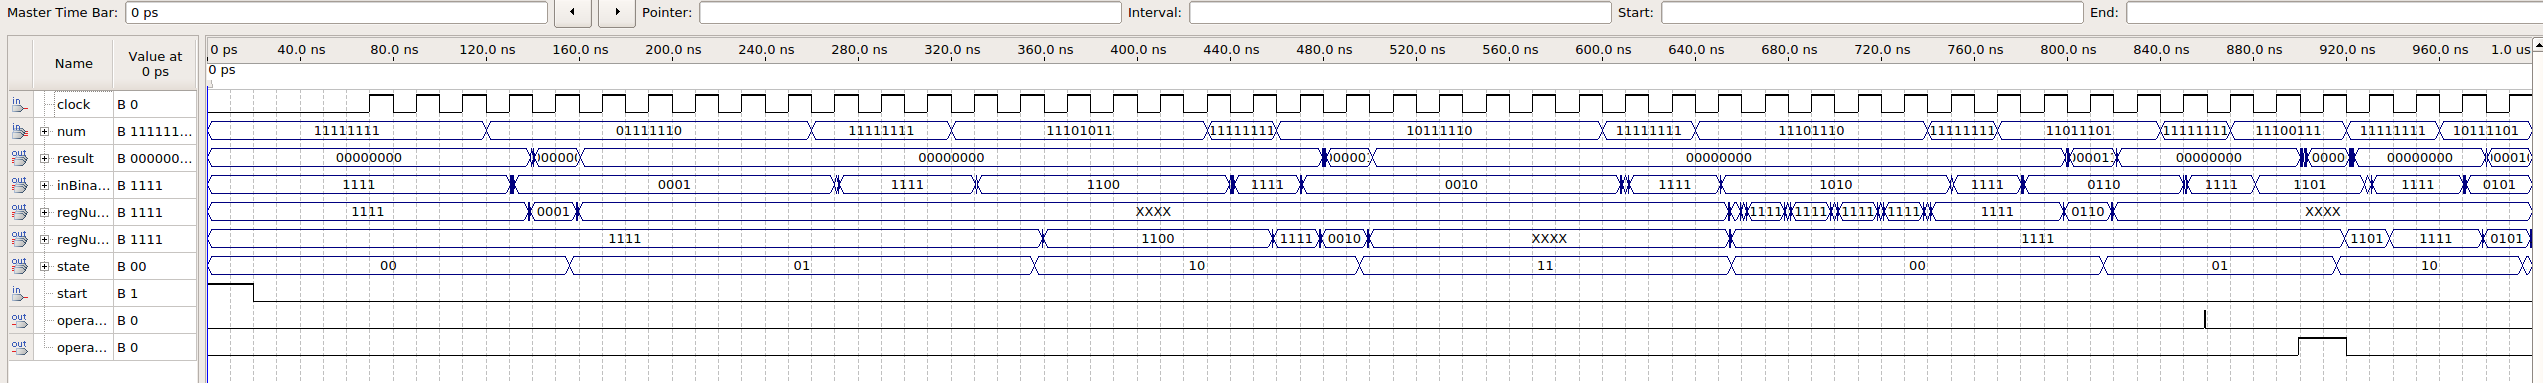 Master Time Bar: 0 ps Pointer: Interval: Start: End:
Name Value at 0 ps 0 ps 40.0 ns 80.0 ns 120.0 ns 160.0 ns 200.0 ns 240.0 ns 280.0 ns 320.0 ns 360.0 ns 400.0 ns 440.0 ns 480.0 ns 520.0 ns 560.0 ns 600.0 ns 640.0 ns 680.0 ns 720.0 ns 760.0 ns 800.0 ns 840.0 ns 880.0 ns 920.0 ns 960.0 ns 1.0 us
0 ps
in clock B 0
in num B 111111... 11111111 01111110 11111111 11101011 11111111 10111110 11111111 11101110 11111111 11011101 11111111 11100111 11111111 10111101
out result B 000000... 00000000 00000 00000000 00001 00000000 00011 00000000 0000 00000000 00010
out inBina... B 1111 1111 0001 1111 1100 1111 0010 1111 1010 1111 0110 1111 1101 1111 0101
out regNu... B 1111 1111 0001 XXXX 1111 1111 1111 1111 1111 0110 XXXX
out regNu... B 1111 1111 1100 1111 0010 XXXX 1111 1101 1111 0101
out state B 00 00 01 10 11 00 01 10
in start B 1
out opera... B 0
out opera... B 0